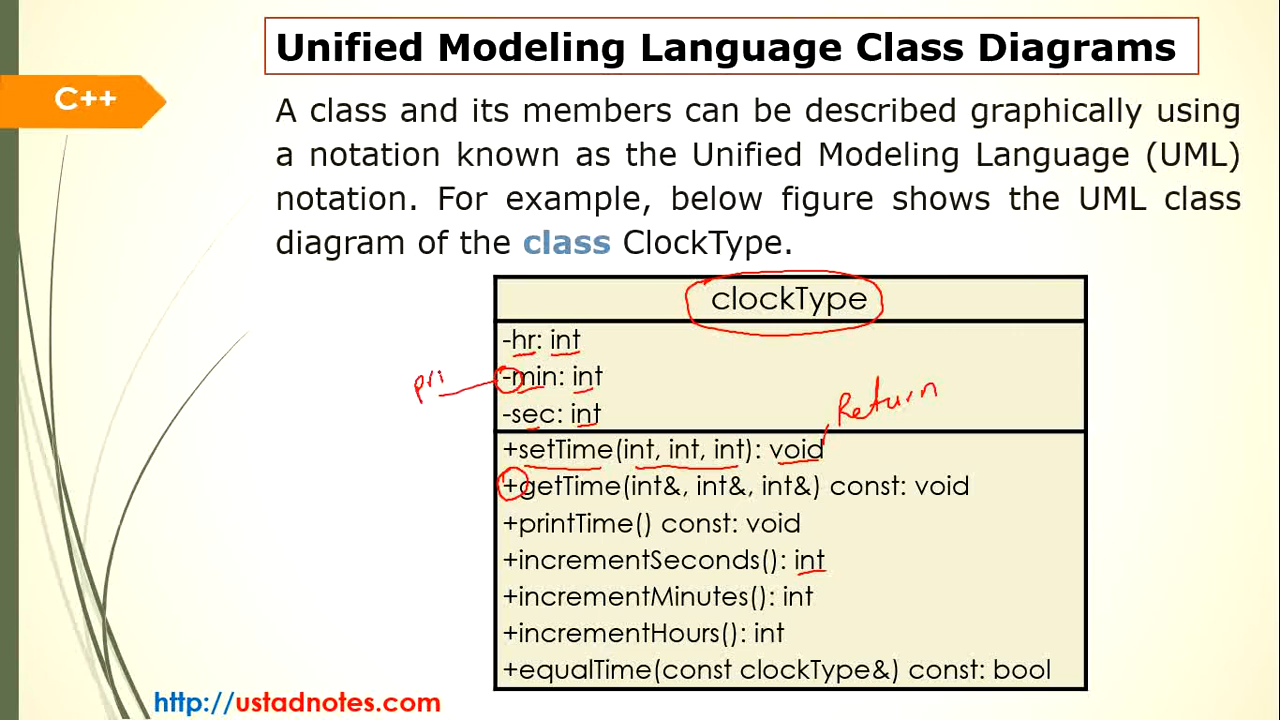 Unified Modeling Language Class Diagrams
C++
A class and its members can be described graphically using
a notation known as the Unified Modeling Language (UML)
notation. For example, below figure shows the UML class
diagram of the class ClockType.
clockType
-hr: int
pri
-min: int
-sec: int
Return
+setTime(int, int, int): void
+getTime(int&, int&, int&) const: void
+printTime() const: void
+incrementSeconds(): int
+incrementMinutes(): int
+incrementHours(): int
+equalTime(const clockType&) const: bool
http://ustadnotes.com